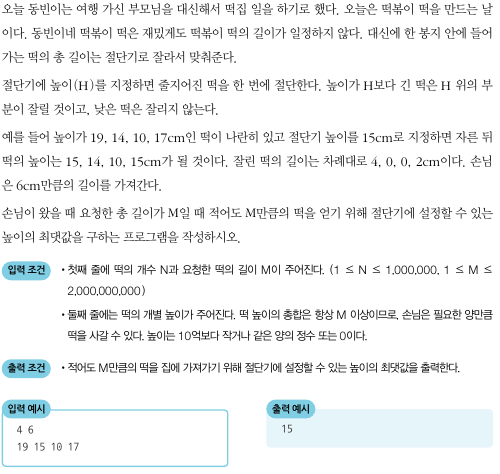 오늘 동빈이는 여행 가신 부모님을 대신해서 떡집 일을 하기로 했다. 오늘은 떡볶이 떡을 만드는 날
이다. 동빈이네 떡볶이 떡은 재밌게도 떡볶이 떡의 길이가 일정하지 않다. 대신에 한 봉지 안에 들어
가는 떡의 총 길이는 절단기로 잘라서 맞춰준다.
절단기에 높이(H)를 지정하면 줄지어진 떡을 한 번에 절단한다. 높이가 H보다 긴 떡은 H 위의 부
분이 잘릴 것이고, 낮은 떡은 잘리지 않는다.
예를 들어 높이가 19, 14, 10, 17cm인 떡이 나란히 있고 절단기 높이를 15cm로 지정하면 자른 뒤
떡의 높이는 15, 14, 10, 15cm가 될 것이다. 잘린 떡의 길이는 차례대로 4, 0, 0, 2cm이다. 손님
은 6cm만큼의 길이를 가져간다.
손님이 왔을 때 요청한 총 길이가 M일 때 적어도 M만큼의 떡을 얻기 위해 절단기에 설정할 수 있는
높이의 최댓값을 구하는 프로그램을 작성하시오.
입력 조건 • 첫째 줄에 떡의 개수 N과 요청한 떡의 길이 M이 주어진다. (1 ≤ N ≤ 1,000,000, 1 ≤ M ≤
2,000,000,000)
• 둘째 줄에는 떡의 개별 높이가 주어진다. 떡 높이의 총합은 항상 M 이상이므로, 손님은 필요한 양만큼
떡을 사갈 수 있다. 높이는 10억보다 작거나 같은 양의 정수 또는 0이다.
출력 조건 • 적어도 M만큼의 떡을 집에 가져가기 위해 절단기에 설정할 수 있는 높이의 최댓값을 출력한다.
입력 예시
4 6
19 15 10 17
출력 예시
15